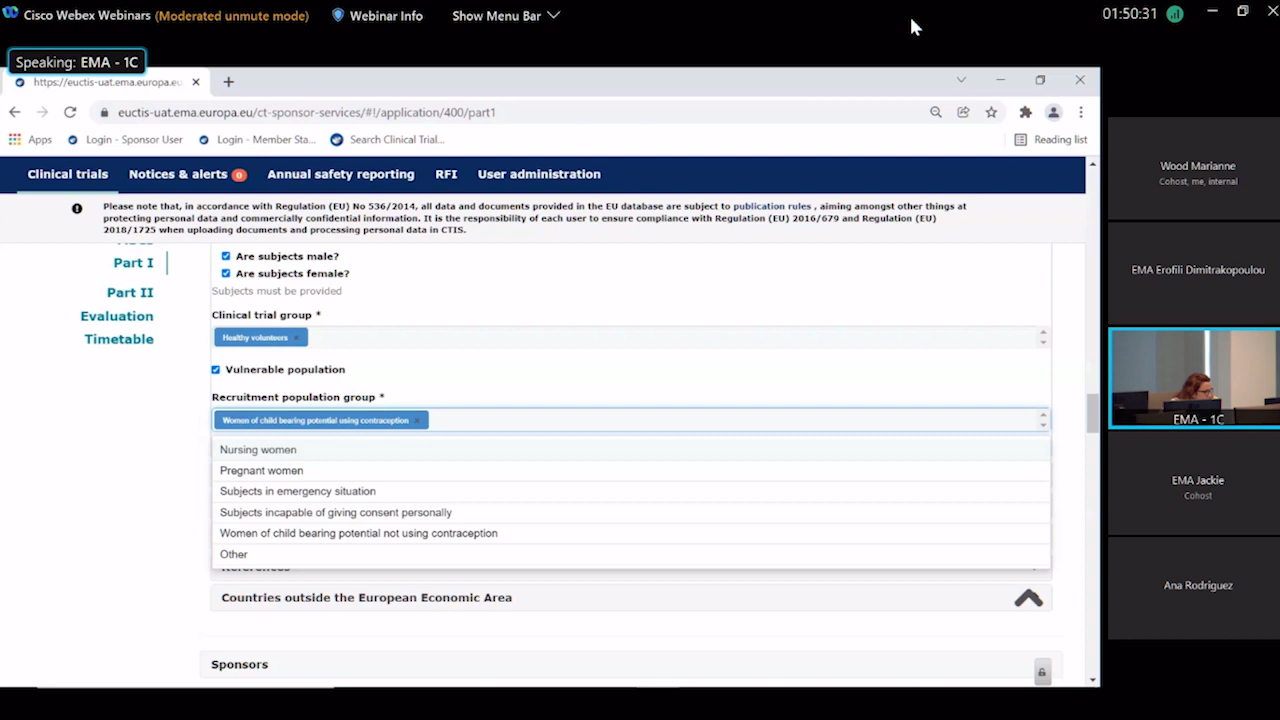 Cisco Webex Webinars (Moderated unmute mode) Webinar Info Show Menu Bar 01:50:31
Speaking: EMA - 1C
https://euctis-uat.ema.europa.eu
euctis-uat.ema.europa.eu/ct-sponsor-services/#!/application/400/part1
Apps Login - Sponsor User Login - Member Sta... Search Clinical Trial... Reading list
Clinical trials Notices & alerts 0 Annual safety reporting RFI User administration
Please note that, in accordance with Regulation (EU) No 536/2014, all data and documents provided in the EU database are subject to publication rules , aiming amongst other things at
protecting personal data and commercially confidential information. It is the responsibility of each user to ensure compliance with Regulation (EU) 2016/679 and Regulation (EU)
2018/1725 when uploading documents and processing personal data in CTIS.
Part I
Part II
Evaluation
Timetable
Are subjects male?
Are subjects female?
Subjects must be provided
Clinical trial group *
Healthy volunteers ×
Vulnerable population
Recruitment population group *
Women of child bearing potential using contraception ×
Nursing women
Pregnant women
Subjects in emergency situation
Subjects incapable of giving consent personally
Women of child bearing potential not using contraception
Other
References
Countries outside the European Economic Area
Sponsors
Wood Marianne
Cohost, me, internal
EMA Erofili Dimitrakopoulou
EMA - 1C
EMA Jackie
Cohost
Ana Rodriguez